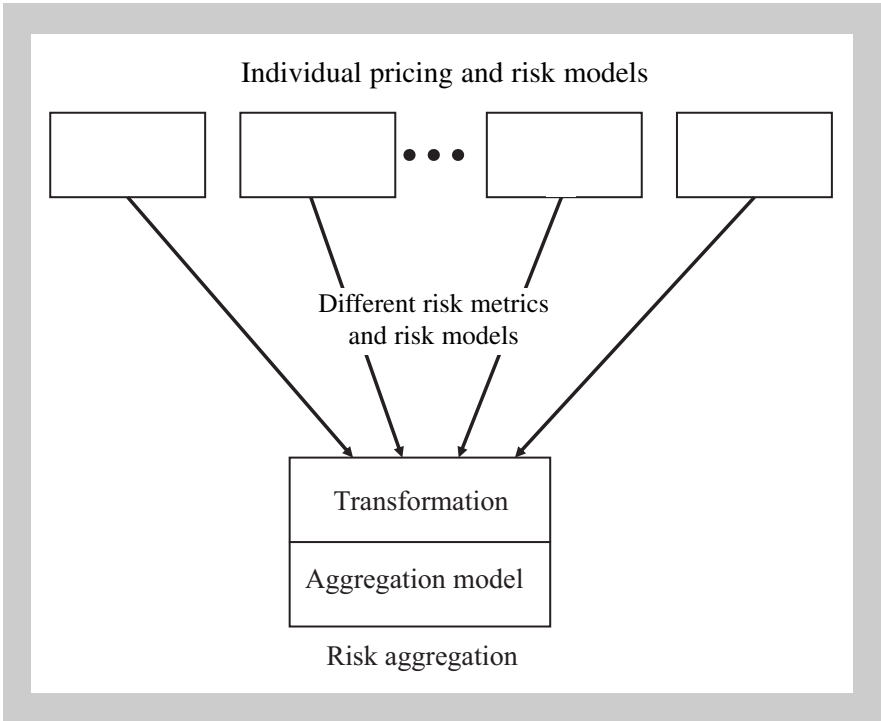 Individual pricing and risk models
Different risk metrics
and risk models
Transformation
Aggregation model
Risk aggregation